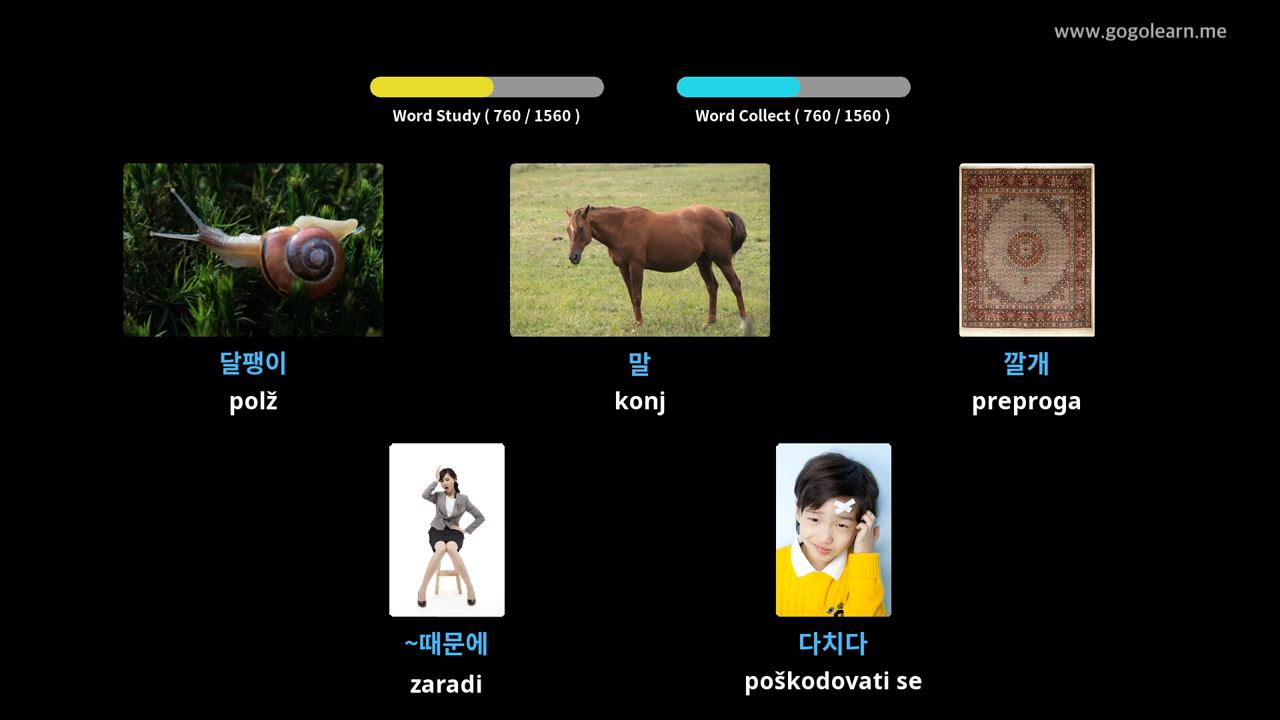 www.gogolearn.me
Word Study ( 760 / 1560 )
Word Collect ( 760 / 1560 )
달팽이
말
깔개
polž
konj
preproga
~때문에
다치다
zaradi
poškodovati se